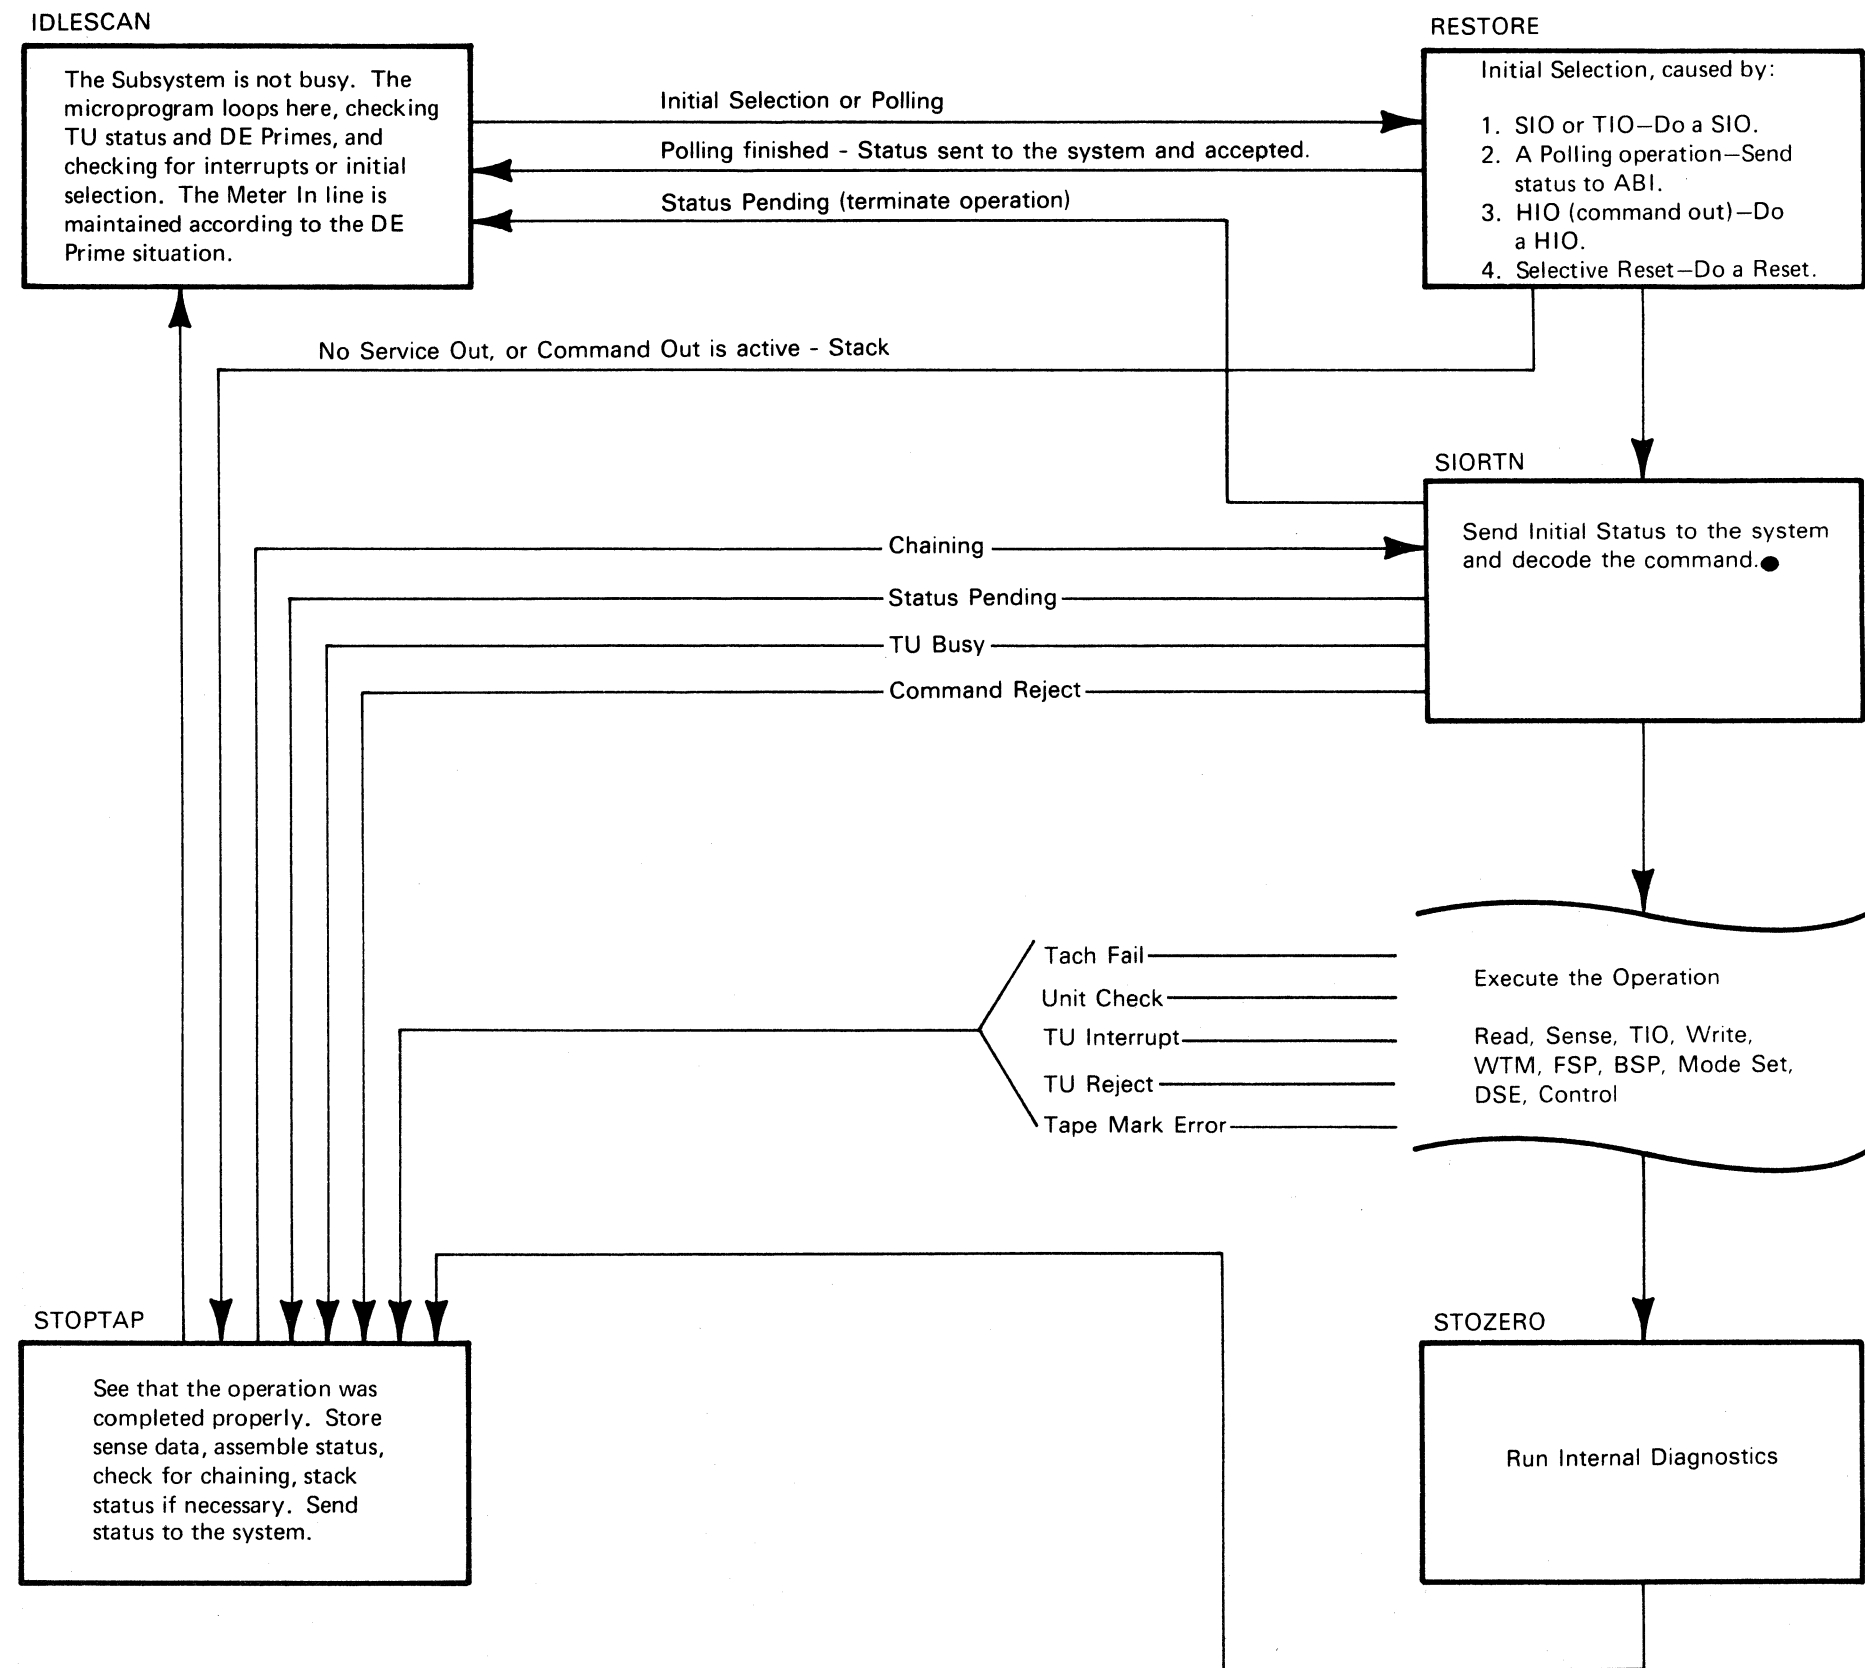 IDLESCAN
The Subsystem is not busy. The
microprogram loops here, checking
TU status and DE Primes, and
checking for interrupts or initial
selection. The Meter In line is
maintained according to the DE
Prime situation.
Initial Selection or Polling
Polling finished - Status sent to the system and accepted.
Status Pending (terminate operation)
RESTORE
Initial Selection, caused by:
1. SIO or TIO—Do a SIO.
2. A Polling operation—Send
status to ABI.
3. HIO (command out)—Do
a HIO.
4. Selective Reset—Do a Reset.
No Service Out, or Command Out is active - Stack
SIORTN
Send Initial Status to the system
and decode the command.
Chaining
Status Pending
TU Busy
Command Reject
Tach Fail
Unit Check
TU Interrupt
TU Reject
Tape Mark Error
Execute the Operation
Read, Sense, TIO, Write,
WTM, FSP, BSP, Mode Set,
DSE, Control
STOPTAP
See that the operation was
completed properly. Store
sense data, assemble status,
check for chaining, stack
status if necessary. Send
status to the system.
STOZERO
Run Internal Diagnostics